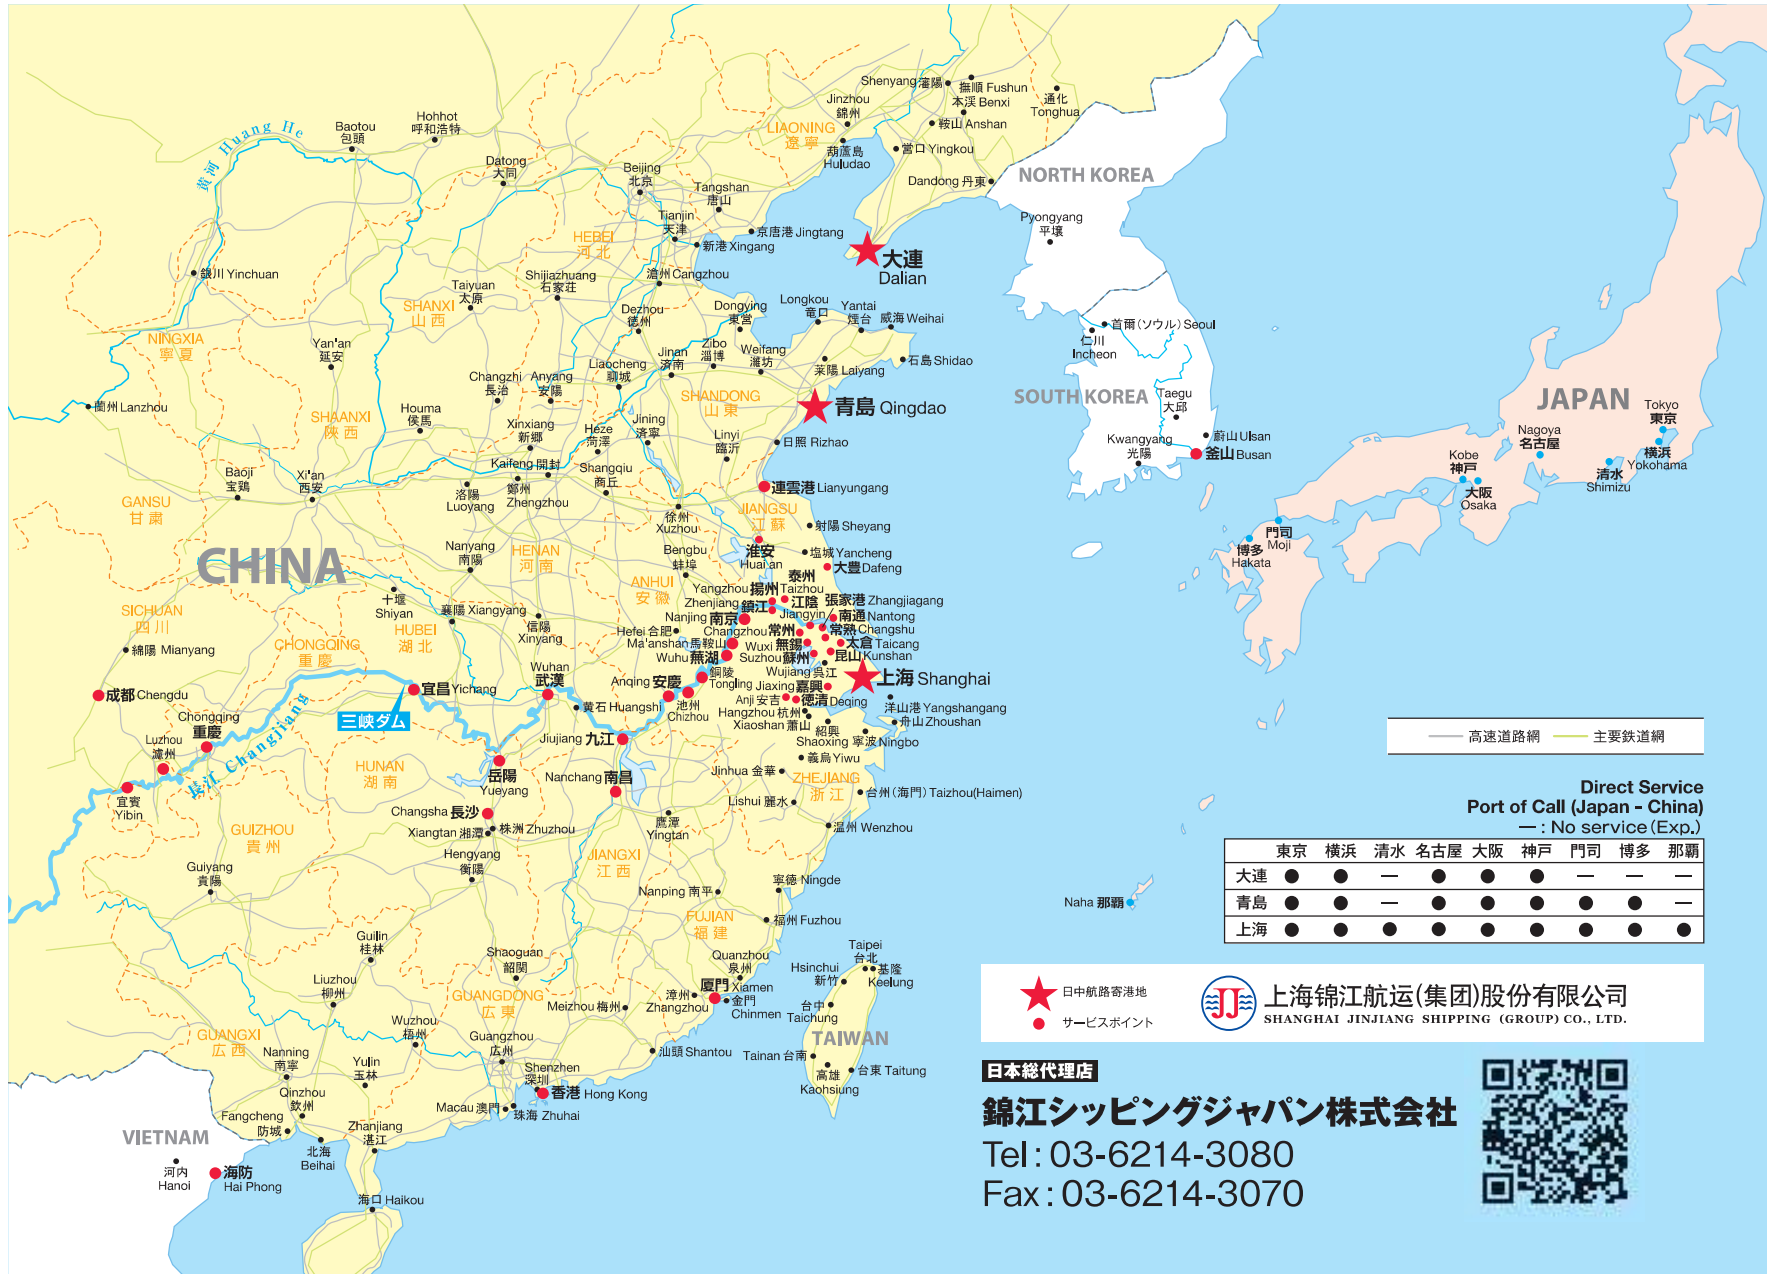 黄河 Huang He
Baotou
包頭
Hohhot
呼和浩特
Datong
大同
Beijing
北京
Tangshan
唐山
Tianjin
天津
京唐港 Jingtang
新港 Xingang
LIAONING
遼寧
Jinzhou
錦州
葫蘆島
Huludao
Shenyang 瀋陽
撫順 Fushun
本渓 Benxi
鞍山 Anshan
営口 Yingkou
Dandong 丹東
通化
Tonghua
大連
Dalian
NORTH KOREA
Pyongyang
平壌
首爾(ソウル) Seoul
仁川
Incheon
SOUTH KOREA
Taegu
大邱
Kwangyang
光陽
蔚山 Ulsan
釜山 Busan
JAPAN
Tokyo
東京
横浜
Yokohama
Nagoya
名古屋
清水
Shimizu
Kobe
神戸
大阪
Osaka
門司
Moji
博多
Hakata
Naha 那覇
HEBEI
河北
滄州 Cangzhou
Shijiazhuang
石家荘
Taiyuan
太原
SHANXI
山西
銀川 Yinchuan
NINGXIA
寧夏
Yan'an
延安
Dezhou
徳州
Dongying
東営
Longkou
竜口
Yantai
煙台
威海 Weihai
石島 Shidao
莱陽 Laiyang
Zibo
淄博
Weifang
濰坊
Jinan
済南
Liaocheng
聊城
SHANDONG
山東
青島 Qingdao
Changzhi
長治
Anyang
安陽
蘭州 Lanzhou
SHAANXI
陝西
Houma
侯馬
Xinxiang
新郷
Heze
菏澤
Jining
済寧
Linyi
臨沂
日照 Rizhao
Baoji
宝鶏
Xi'an
西安
GANSU
甘粛
洛陽
Luoyang
Kaifeng 開封
鄭州
Zhengzhou
Shangqiu
商丘
連雲港 Lianyungang
JIANGSU
江蘇
徐州
Xuzhou
射陽 Sheyang
CHINA
Nanyang
南陽
HENAN
河南
Bengbu
蚌埠
ANHUI
安徽
淮安
Huai'an
塩城 Yancheng
大豊 Dafeng
十堰
Shiyan
襄陽 Xiangyang
信陽
Xinyang
HUBEI
湖北
SICHUAN
四川
CHONGQING
重慶
綿陽 Mianyang
泰州
Taizhou
Yangzhou 揚州
Zhenjiang 鎮江
江陰
Jiangyin
張家港 Zhangjiagang
南通 Nantong
Nanjing 南京
Changzhou 常州
常熟 Changshu
Hefei 合肥
Ma'anshan 馬鞍山
Wuxi 無錫
太倉 Taicang
Wuhu 蕪湖
Suzhou 蘇州
昆山 Kunshan
Wujiang 呉江
上海 Shanghai
銅陵
Tongling
Jiaxing 嘉興
Anji 安吉
徳清 Deqing
洋山港 Yangshangang
Hangzhou 杭州
Xiaoshan 蕭山
紹興
Shaoxing
舟山 Zhoushan
寧波 Ningbo
成都 Chengdu
宜昌 Yichang
三峡ダム
Wuhan
武漢
黄石 Huangshi
Anqing 安慶
池州
Chizhou
Chongqing
重慶
Luzhou
瀘州
長江 Changjiang
宜賓
Yibin
HUNAN
湖南
岳陽
Yueyang
Jiujiang 九江
Nanchang
南昌
義烏 Yiwu
Jinhua 金華
ZHEJIANG
浙江
Lishui 麗水
台州(海門) Taizhou(Haimen)
温州 Wenzhou
Changsha 長沙
Xiangtan 湘潭
株洲 Zhuzhou
鷹潭
Yingtan
GUIZHOU
貴州
Guiyang
貴陽
Hengyang
衡陽
JIANGXI
江西
Nanping 南平
寧徳 Ningde
FUJIAN
福建
福州 Fuzhou
Guilin
桂林
Liuzhou
柳州
Shaoguan
韶関
Quanzhou
泉州
厦門 Xiamen
金門
Chinmen
漳州
Zhangzhou
Meizhou 梅州
GUANGDONG
広東
Wuzhou
梧州
GUANGXI
広西
Nanning
南寧
Yulin
玉林
Guangzhou
広州
Shenzhen
深圳
香港 Hong Kong
汕頭 Shantou
Macau 澳門
珠海 Zhuhai
Qinzhou
欽州
Fangcheng
防城
Zhanjiang
湛江
北海
Beihai
海口 Haikou
VIETNAM
河内
Hanoi
海防
Hai Phong
Taipei
台北
基隆
Keelung
Hsinchui
新竹
台中
Taichung
TAIWAN
Tainan 台南
高雄
Kaohsiung
台東 Taitung
高速道路網 主要鉄道網
Direct Service
Port of Call (Japan - China)
— : No service (Exp.)
東京 横浜 清水 名古屋 大阪 神戸 門司 博多 那覇
大連 ● ● — ● ● ● — — —
青島 ● ● — ● ● ● ● ● —
上海 ● ● ● ● ● ● ● ● ●
日中航路寄港地
サービスポイント
JJ
上海锦江航运(集团)股份有限公司
SHANGHAI JINJIANG SHIPPING (GROUP) CO., LTD.
日本総代理店
錦江シッピングジャパン株式会社
Tel : 03-6214-3080
Fax : 03-6214-3070